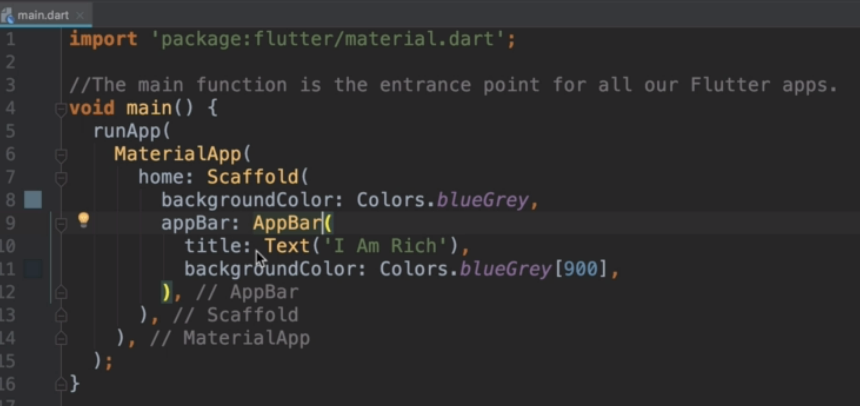 main.dart
1 import 'package:flutter/material.dart';
2
3 //The main function is the entrance point for all our Flutter apps.
4 void main() {
5 runApp(
6 MaterialApp(
7 home: Scaffold(
8 backgroundColor: Colors.blueGrey,
9 appBar: AppBar(
10 title: Text('I Am Rich'),
11 backgroundColor: Colors.blueGrey[900],
12 ), // AppBar
13 ), // Scaffold
14 ), // MaterialApp
15 );
16 }
17